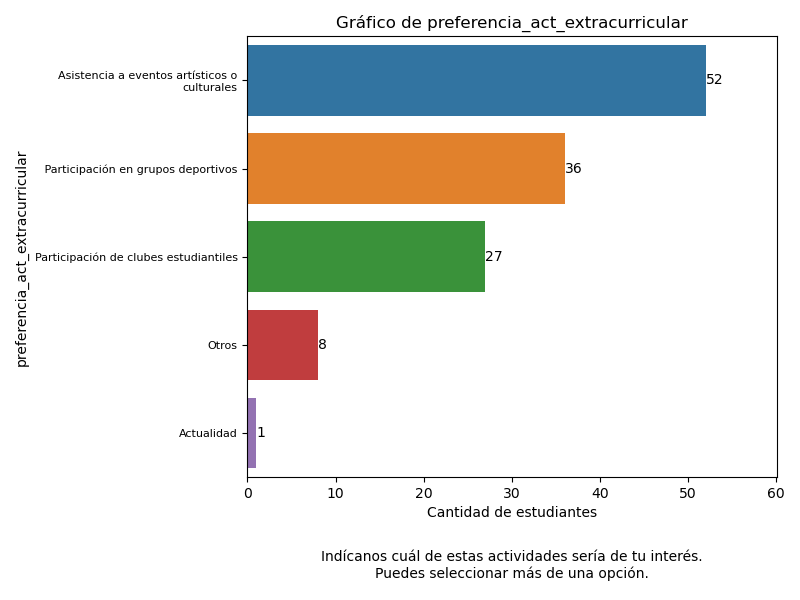 Gráfico de preferencia_act_extracurricular
Asistencia a eventos artísticos o
culturales
52
Participación en grupos deportivos
36
Participación de clubes estudiantiles
27
Otros
8
Actualidad
1
preferencia_act_extracurricular
0 10 20 30 40 50 60
Cantidad de estudiantes
Indícanos cuál de estas actividades sería de tu interés.
Puedes seleccionar más de una opción.